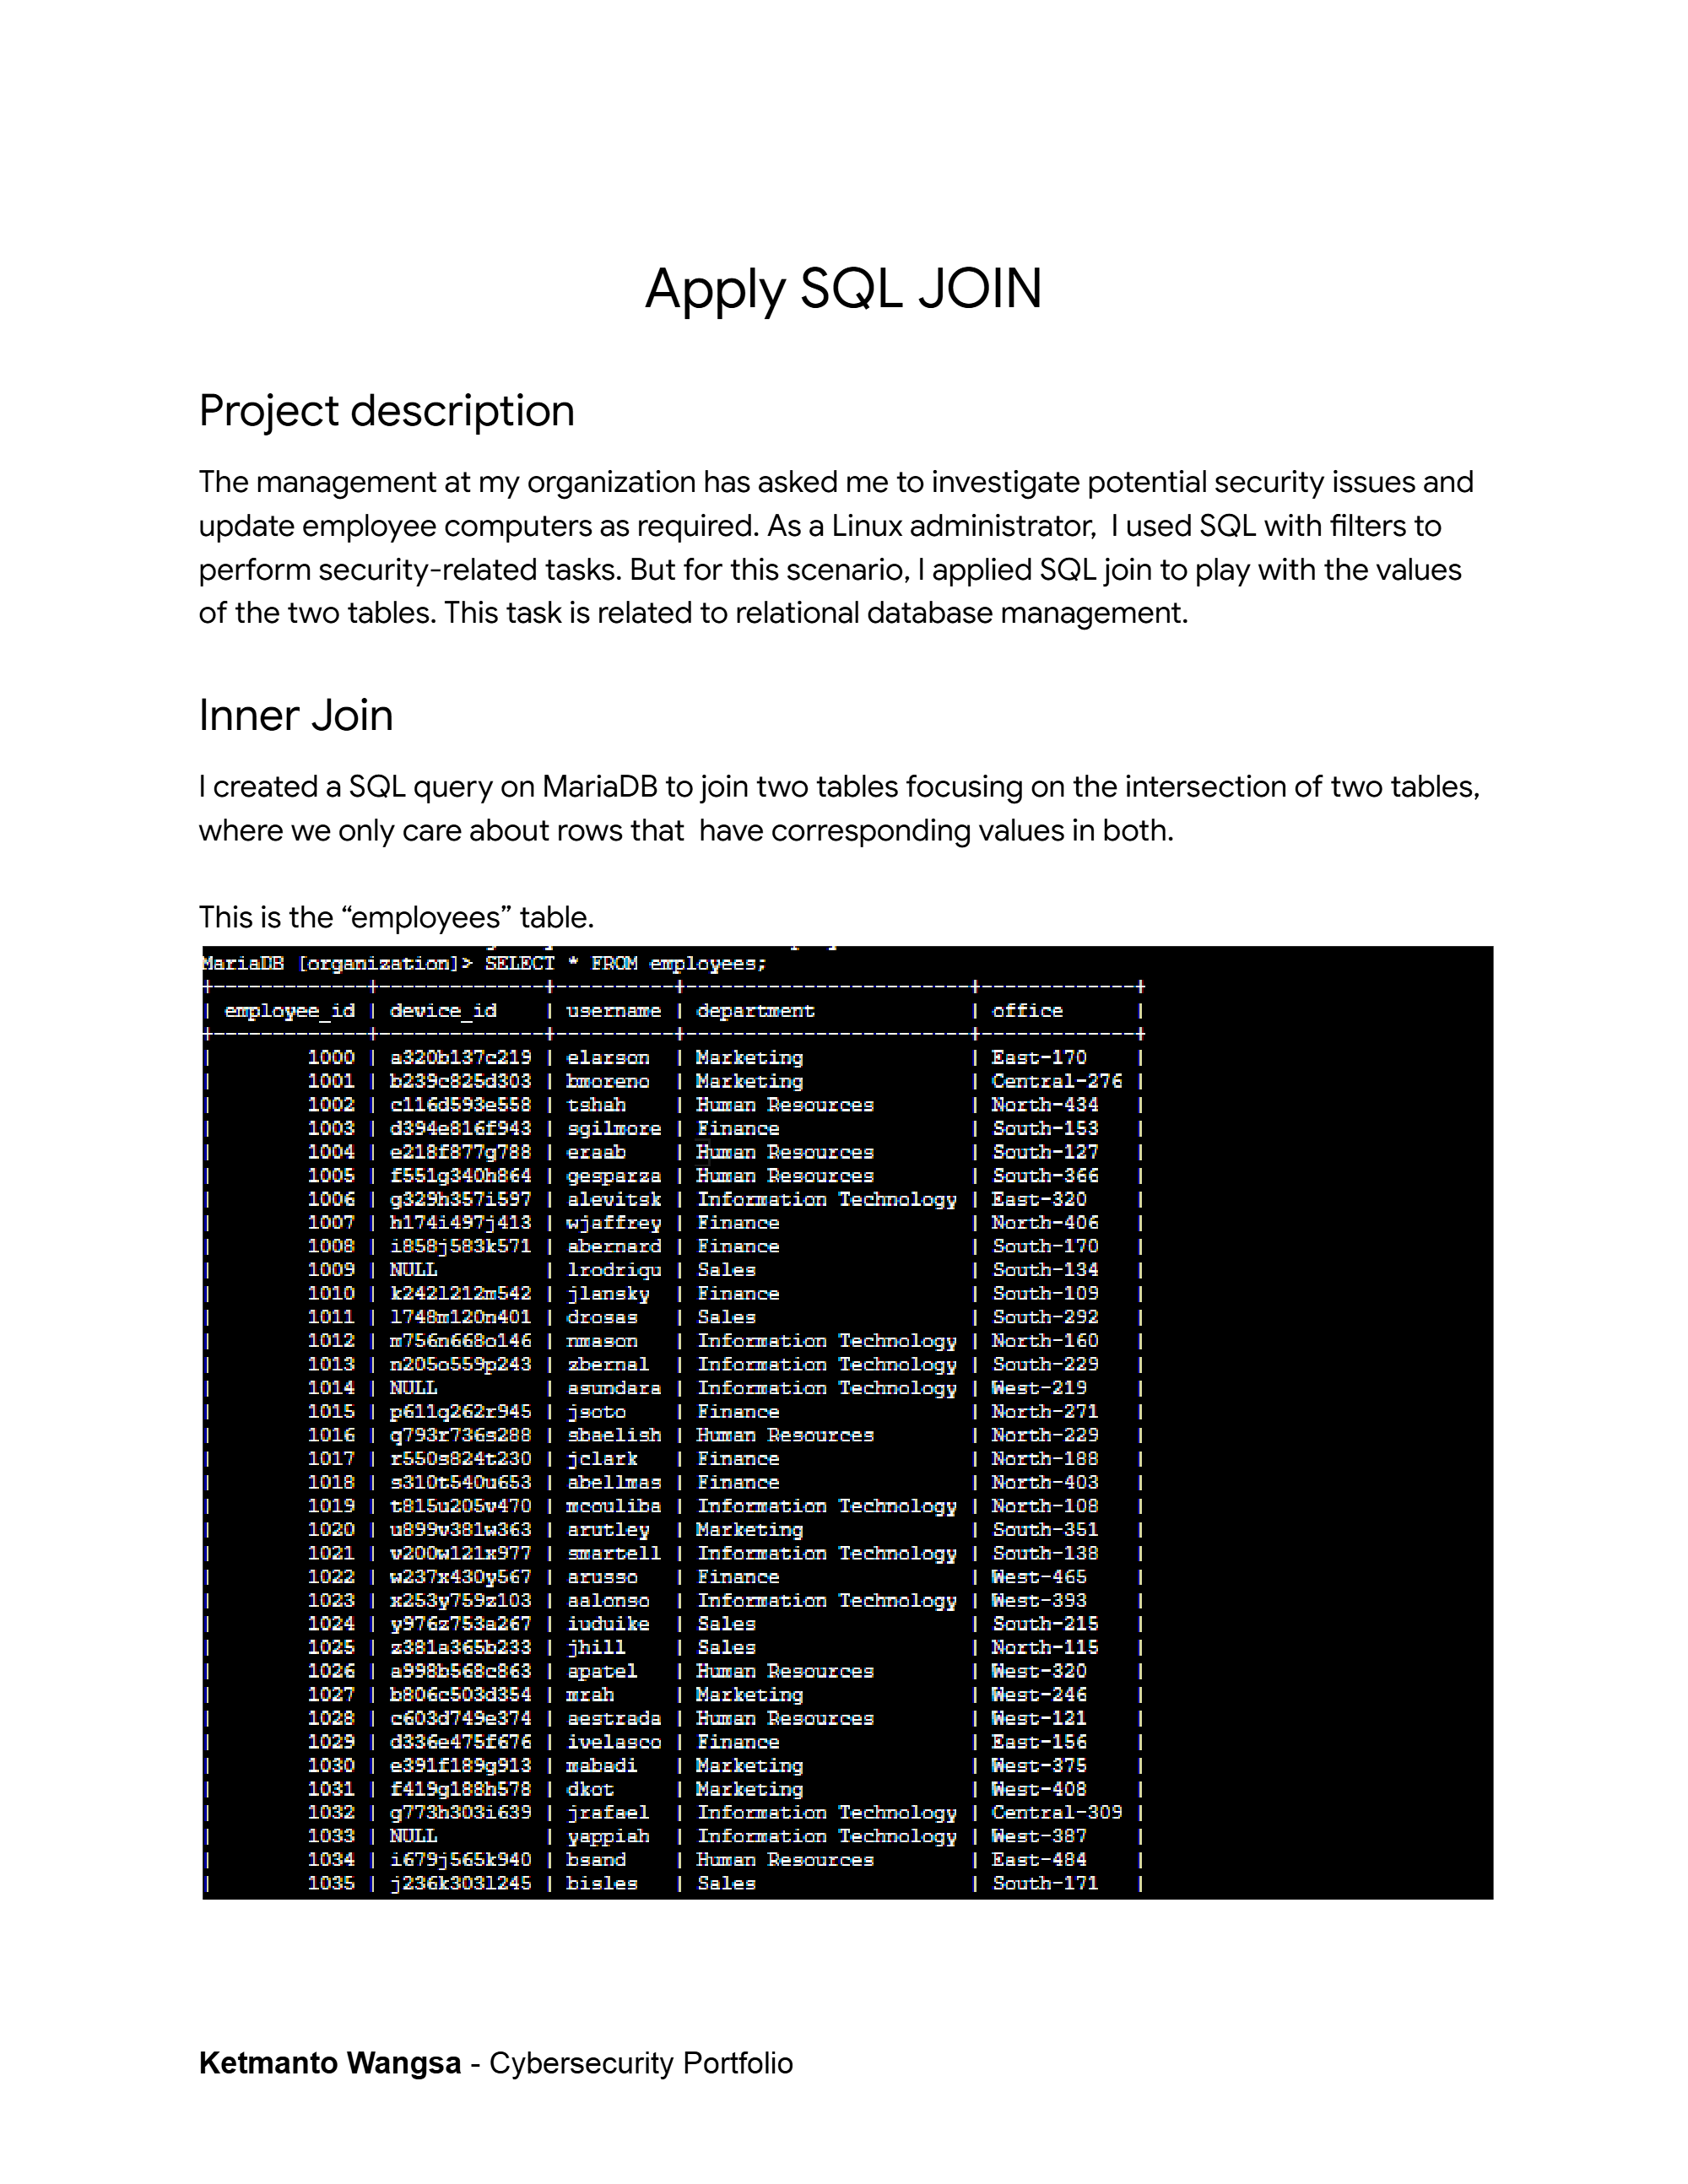 Apply SQL JOIN
Project description
The management at my organization has asked me to investigate potential security issues and
update employee computers as required. As a Linux administrator,  I used SQL with filters to
perform security-related tasks. But for this scenario, I applied SQL join to play with the values
of the two tables. This task is related to relational database management.
Inner Join
I created a SQL query on MariaDB to join two tables focusing on the intersection of two tables,
where we only care about rows that  have corresponding values in both.
This is the “employees” table.
MariaDB [organization]> SELECT * FROM employees;
+-------------+--------------+----------+------------------------+-------------+
| employee_id | device_id    | username | department             | office      |
+-------------+--------------+----------+------------------------+-------------+
|        1000 | a320b137c219 | elarson  | Marketing              | East-170    |
|        1001 | b239c825d303 | bmoreno  | Marketing              | Central-276 |
|        1002 | c116d593e558 | tshah    | Human Resources        | North-434   |
|        1003 | d394e816f943 | sgilmore | Finance                | South-153   |
|        1004 | e218f877g788 | eraab    | Human Resources        | South-127   |
|        1005 | f551g340h864 | gesparza | Human Resources        | South-366   |
|        1006 | g329h357i597 | alevitsk | Information Technology | East-320    |
|        1007 | h174i497j413 | wjaffrey | Finance                | North-406   |
|        1008 | i858j583k571 | abernard | Finance                | South-170   |
|        1009 | NULL         | lrodriqu | Sales                  | South-134   |
|        1010 | k242l212m542 | jlansky  | Finance                | South-109   |
|        1011 | l748m120n401 | drosas   | Sales                  | South-292   |
|        1012 | m756n668o146 | nmason   | Information Technology | North-160   |
|        1013 | n205o559p243 | zbernal  | Information Technology | South-229   |
|        1014 | NULL         | asundara | Information Technology | West-219    |
|        1015 | p611q262r945 | jsoto    | Finance                | North-271   |
|        1016 | q793r736s288 | sbaelish | Human Resources        | North-229   |
|        1017 | r550s824t230 | jclark   | Finance                | North-188   |
|        1018 | s310t540u653 | abellmas | Finance                | North-403   |
|        1019 | t815u205v470 | mcouliba | Information Technology | North-108   |
|        1020 | u899v381w363 | arutley  | Marketing              | South-351   |
|        1021 | v200w121x977 | smartell | Information Technology | South-138   |
|        1022 | w237x430y567 | arusso   | Finance                | West-465    |
|        1023 | x253y759z103 | aalonso  | Information Technology | West-393    |
|        1024 | y976z753a267 | iuduike  | Sales                  | South-215   |
|        1025 | z381a365b233 | jhill    | Sales                  | North-115   |
|        1026 | a998b568c863 | apatel   | Human Resources        | West-320    |
|        1027 | b806c503d354 | mrah     | Marketing              | West-246    |
|        1028 | c603d749e374 | aestrada | Human Resources        | West-121    |
|        1029 | d336e475f676 | ivelasco | Finance                | East-156    |
|        1030 | e391f189g913 | mabadi   | Marketing              | West-375    |
|        1031 | f419g188h578 | dkot     | Marketing              | West-408    |
|        1032 | g773h303i639 | jrafael  | Information Technology | Central-309 |
|        1033 | NULL         | yappiah  | Information Technology | West-387    |
|        1034 | i679j565k940 | bsand    | Human Resources        | East-484    |
|        1035 | j236k303l245 | bisles   | Sales                  | South-171   |
Ketmanto Wangsa - Cybersecurity Portfolio